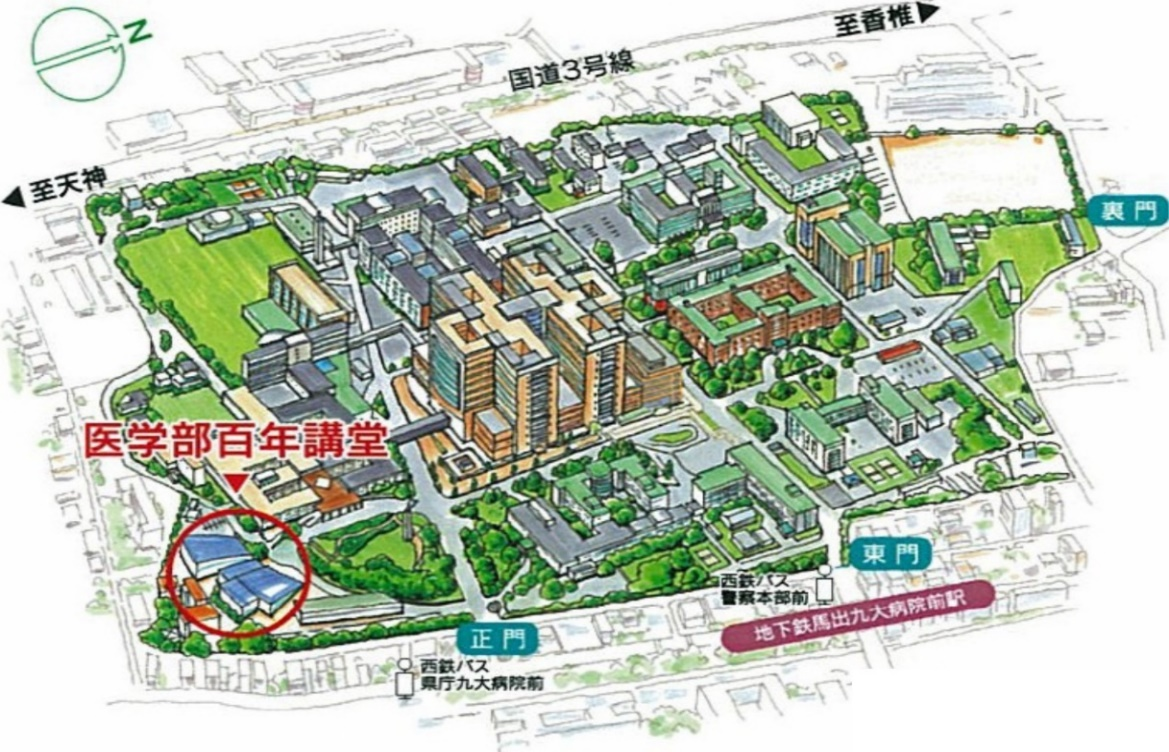 N
至香椎
国道3号線
至天神
裏門
医学部百年講堂
東門
西鉄バス
警察本部前
地下鉄馬出九大病院前駅
正門
西鉄バス
県庁九大病院前